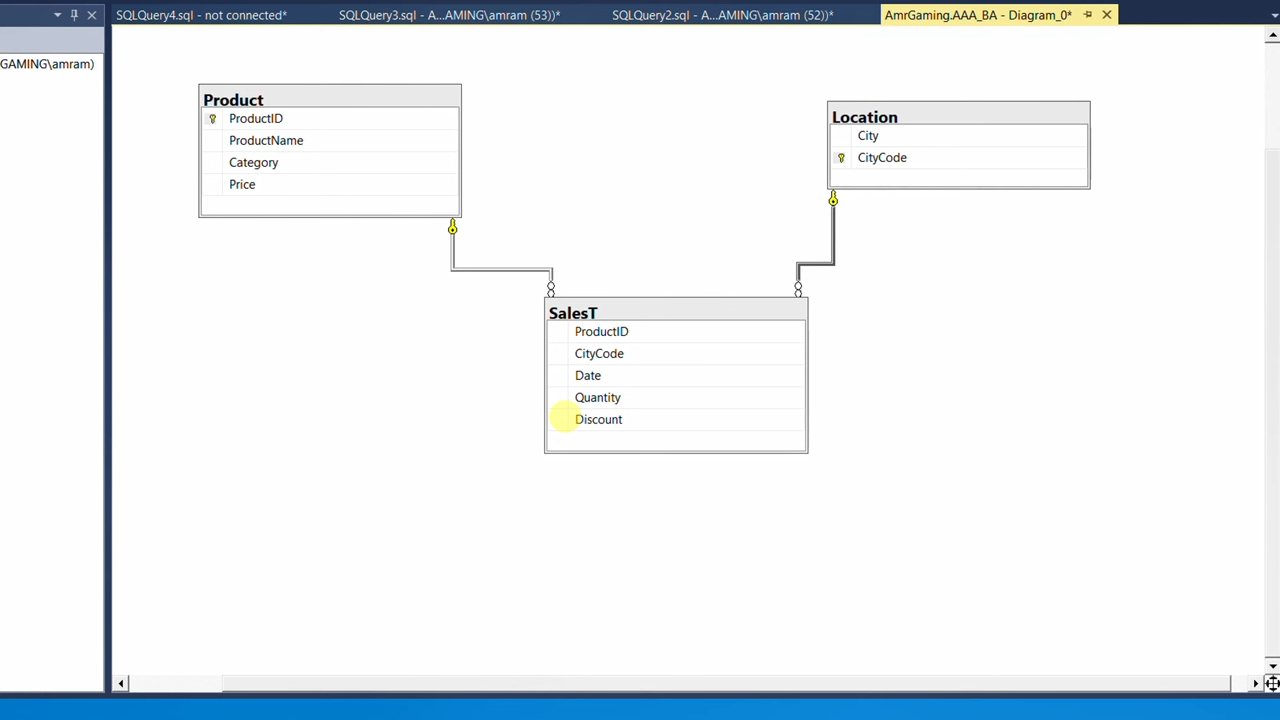 SQLQuery4.sql - not connected*
SQLQuery3.sql - A...AMING\amram (53))*
SQLQuery2.sql - A...AMING\amram (52))*
AmrGaming.AAA_BA - Diagram_0*
GAMING\amram)
Product
ProductID
ProductName
Category
Price
Location
City
CityCode
SalesT
ProductID
CityCode
Date
Quantity
Discount